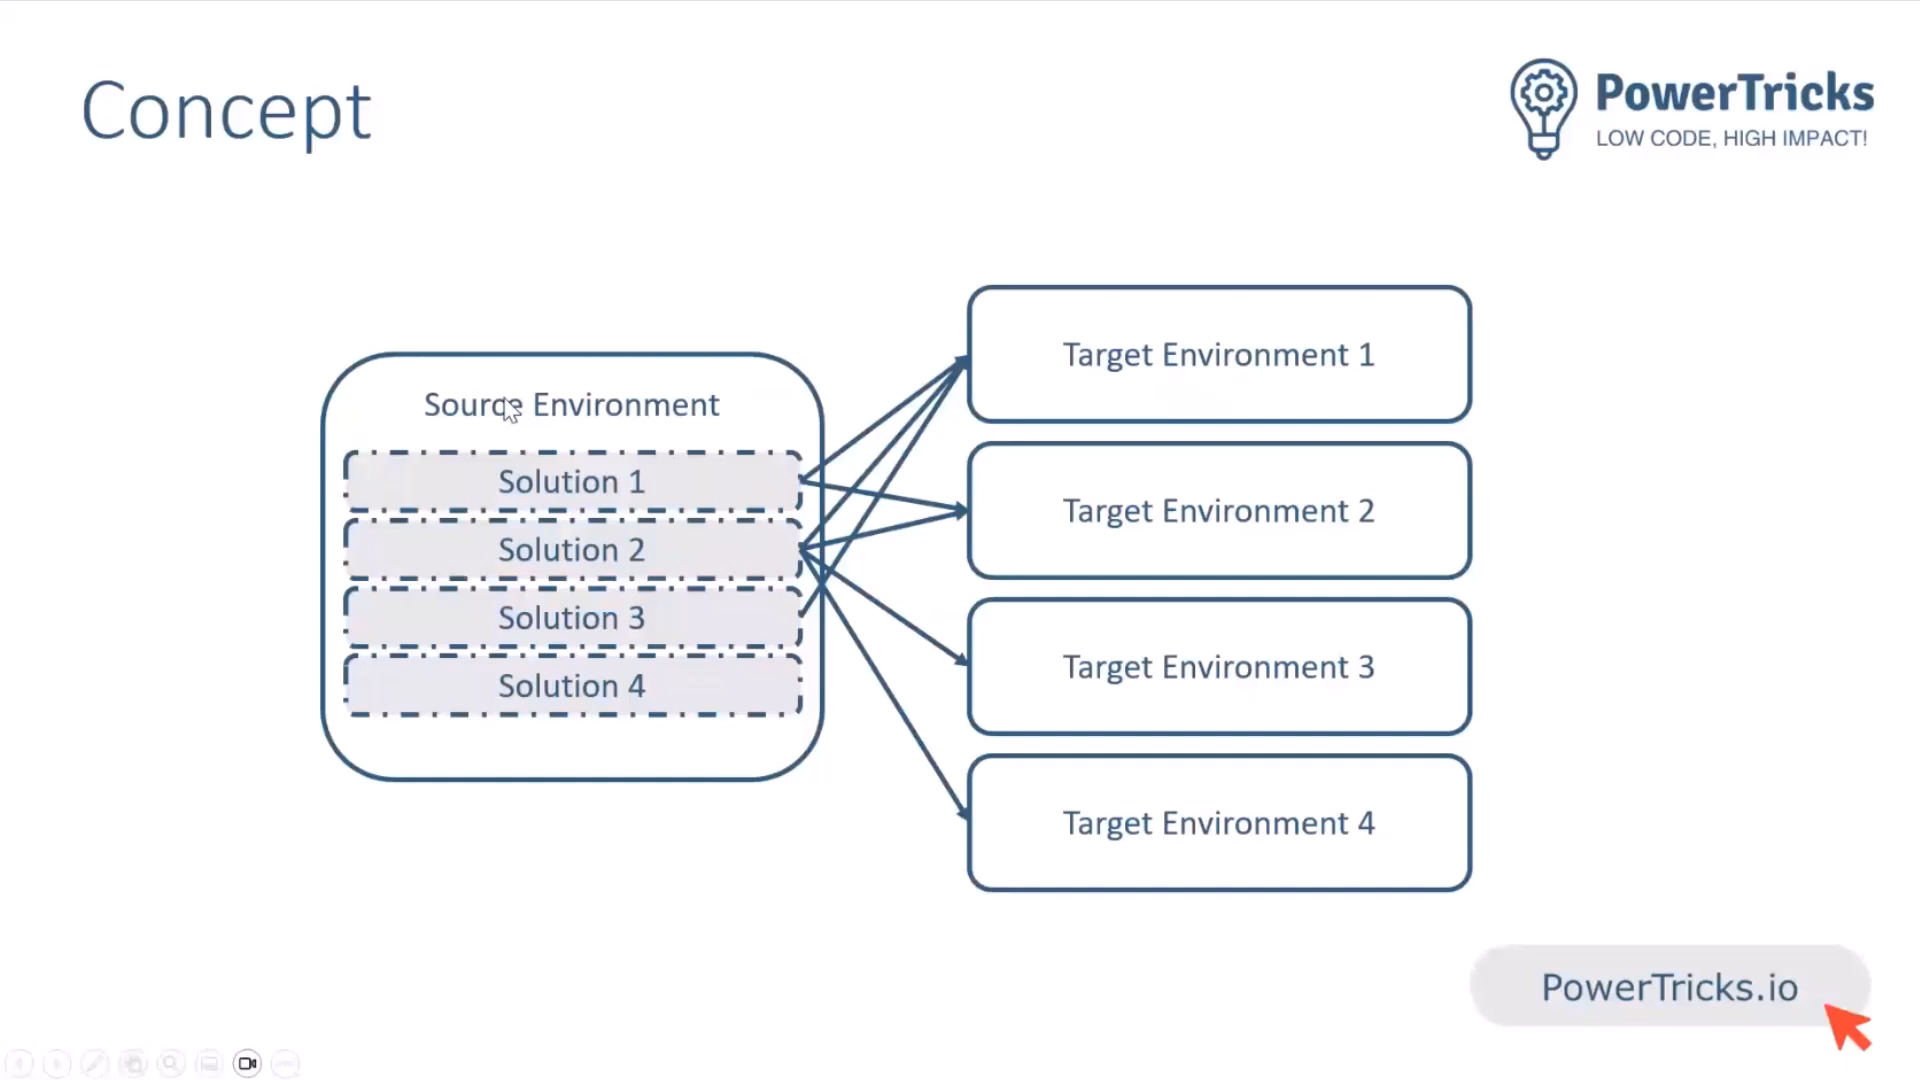 Concept
PowerTricks
LOW CODE, HIGH IMPACT!
Source Environment
Solution 1
Solution 2
Solution 3
Solution 4
Target Environment 1
Target Environment 2
Target Environment 3
Target Environment 4
PowerTricks.io